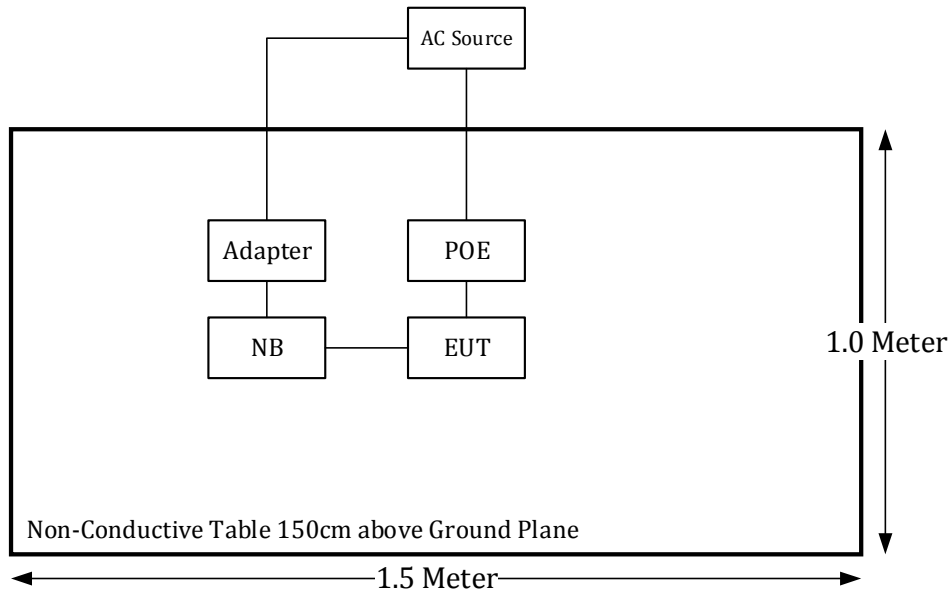 AC Source
Adapter
POE
NB
EUT
1.0 Meter
Non-Conductive Table 150cm above Ground Plane
1.5 Meter